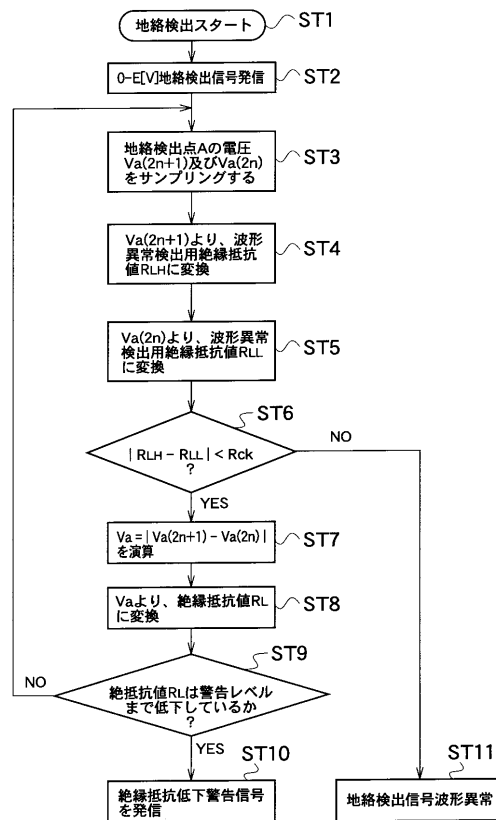 地絡検出スタート
ST1
0-E[V]地絡検出信号発信
ST2
地絡検出点Aの電圧
Va(2n+1)及びVa(2n)
をサンプリングする
ST3
Va(2n+1)より、波形
異常検出用絶縁抵抗
値RLHに変換
ST4
Va(2n)より、波形異常
検出用絶縁抵抗値RLL
に変換
ST5
ST6
| RLH - RLL | < Rck
?
NO
YES
Va = | Va(2n+1) - Va(2n) |
を演算
ST7
Vaより、絶縁抵抗値RL
に変換
ST8
ST9
NO
絶抵抗値RLは警告レベル
まで低下しているか
?
YES
ST10
絶縁抵抗低下警告信号
を発信
ST11
地絡検出信号波形異常